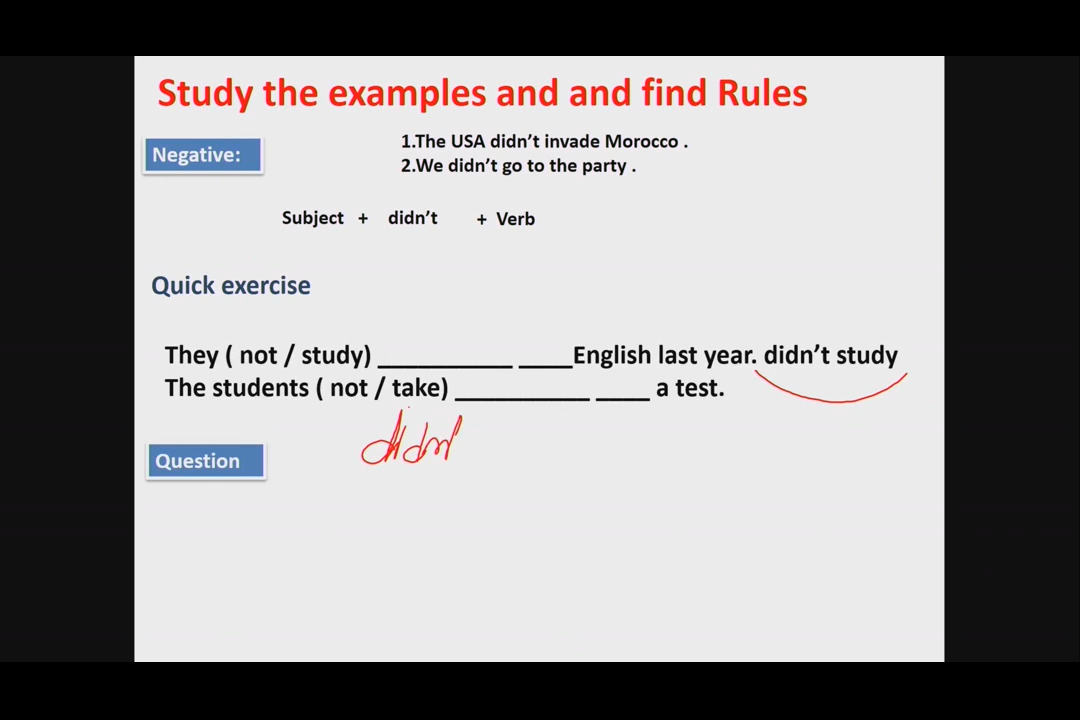 Study the examples and and find Rules
Negative:
1.The USA didn't invade Morocco .
2.We didn't go to the party .
Subject + didn't + Verb
Quick exercise
They ( not / study) __________ ____English last year. didn't study
The students ( not / take) __________ ____ a test.
didn'
Question